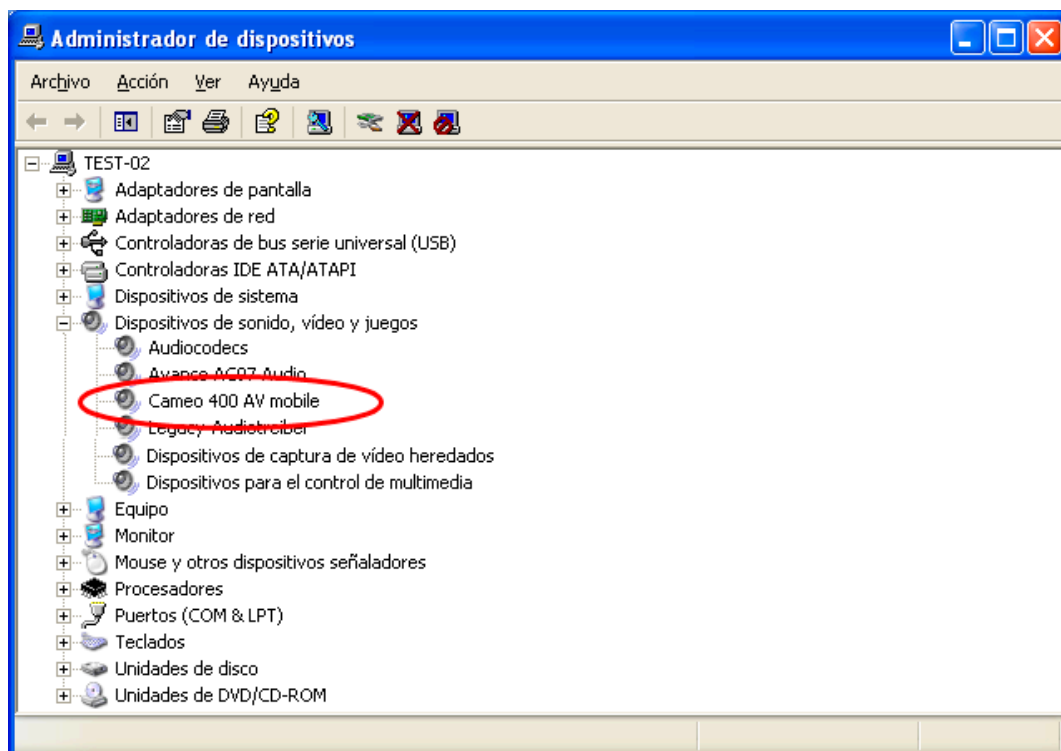 Administrador de dispositivos
Archivo Acción Ver Ayuda
TEST-02
Adaptadores de pantalla
Adaptadores de red
Controladoras de bus serie universal (USB)
Controladoras IDE ATA/ATAPI
Dispositivos de sistema
Dispositivos de sonido, vídeo y juegos
Audiocodecs
Avance AC97 Audio
Cameo 400 AV mobile
Legacy-Audiotreiber
Dispositivos de captura de vídeo heredados
Dispositivos para el control de multimedia
Equipo
Monitor
Mouse y otros dispositivos señaladores
Procesadores
Puertos (COM & LPT)
Teclados
Unidades de disco
Unidades de DVD/CD-ROM